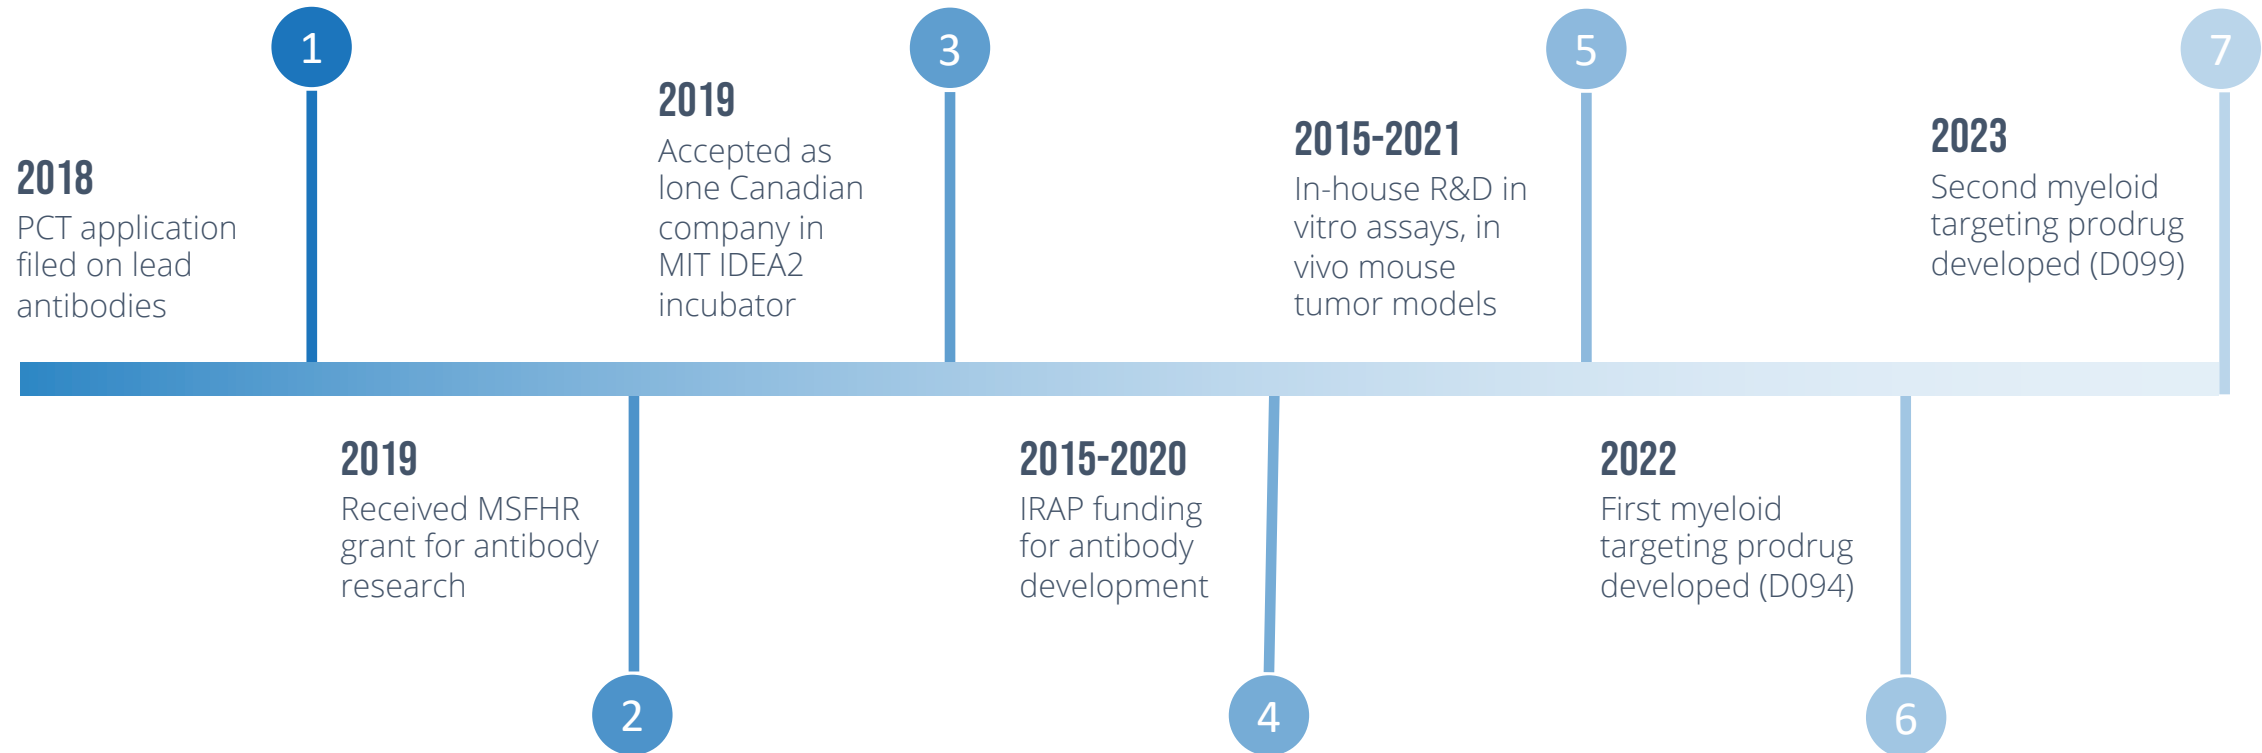 1
2018
PCT application
filed on lead
antibodies
2
2019
Received MSFHR
grant for antibody
research
3
2019
Accepted as
lone Canadian
company in
MIT IDEA2
incubator
4
2015-2020
IRAP funding
for antibody
development
5
2015-2021
In-house R&D in
vitro assays, in
vivo mouse
tumor models
6
2022
First myeloid
targeting prodrug
developed (D094)
7
2023
Second myeloid
targeting prodrug
developed (D099)